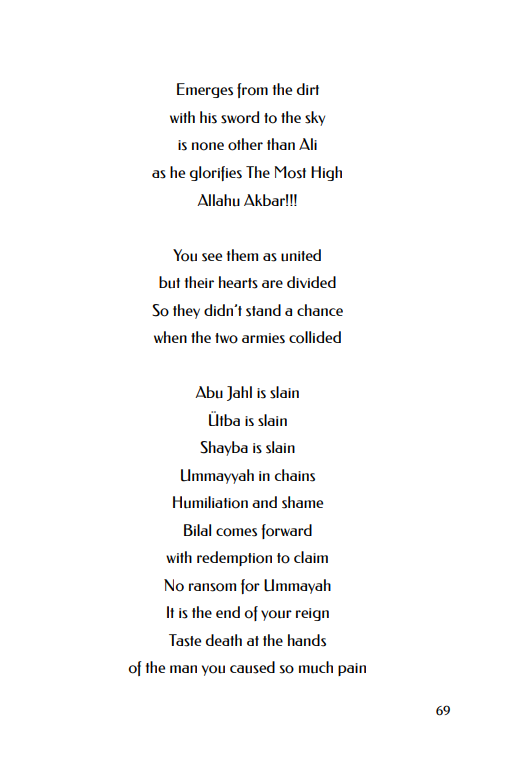 Emerges from the dirt
with his sword to the sky
is none other than Ali
as he glorifies The Most High
Allahu Akbar!!!
You see them as united
but their hearts are divided
So they didn't stand a chance
when the two armies collided
Abu Jahl is slain
Ütba is slain
Shayba is slain
Ummayyah in chains
Humiliation and shame
Bilal comes forward
with redemption to claim
No ransom for Ummayah
It is the end of your reign
Taste death at the hands
of the man you caused so much pain
69